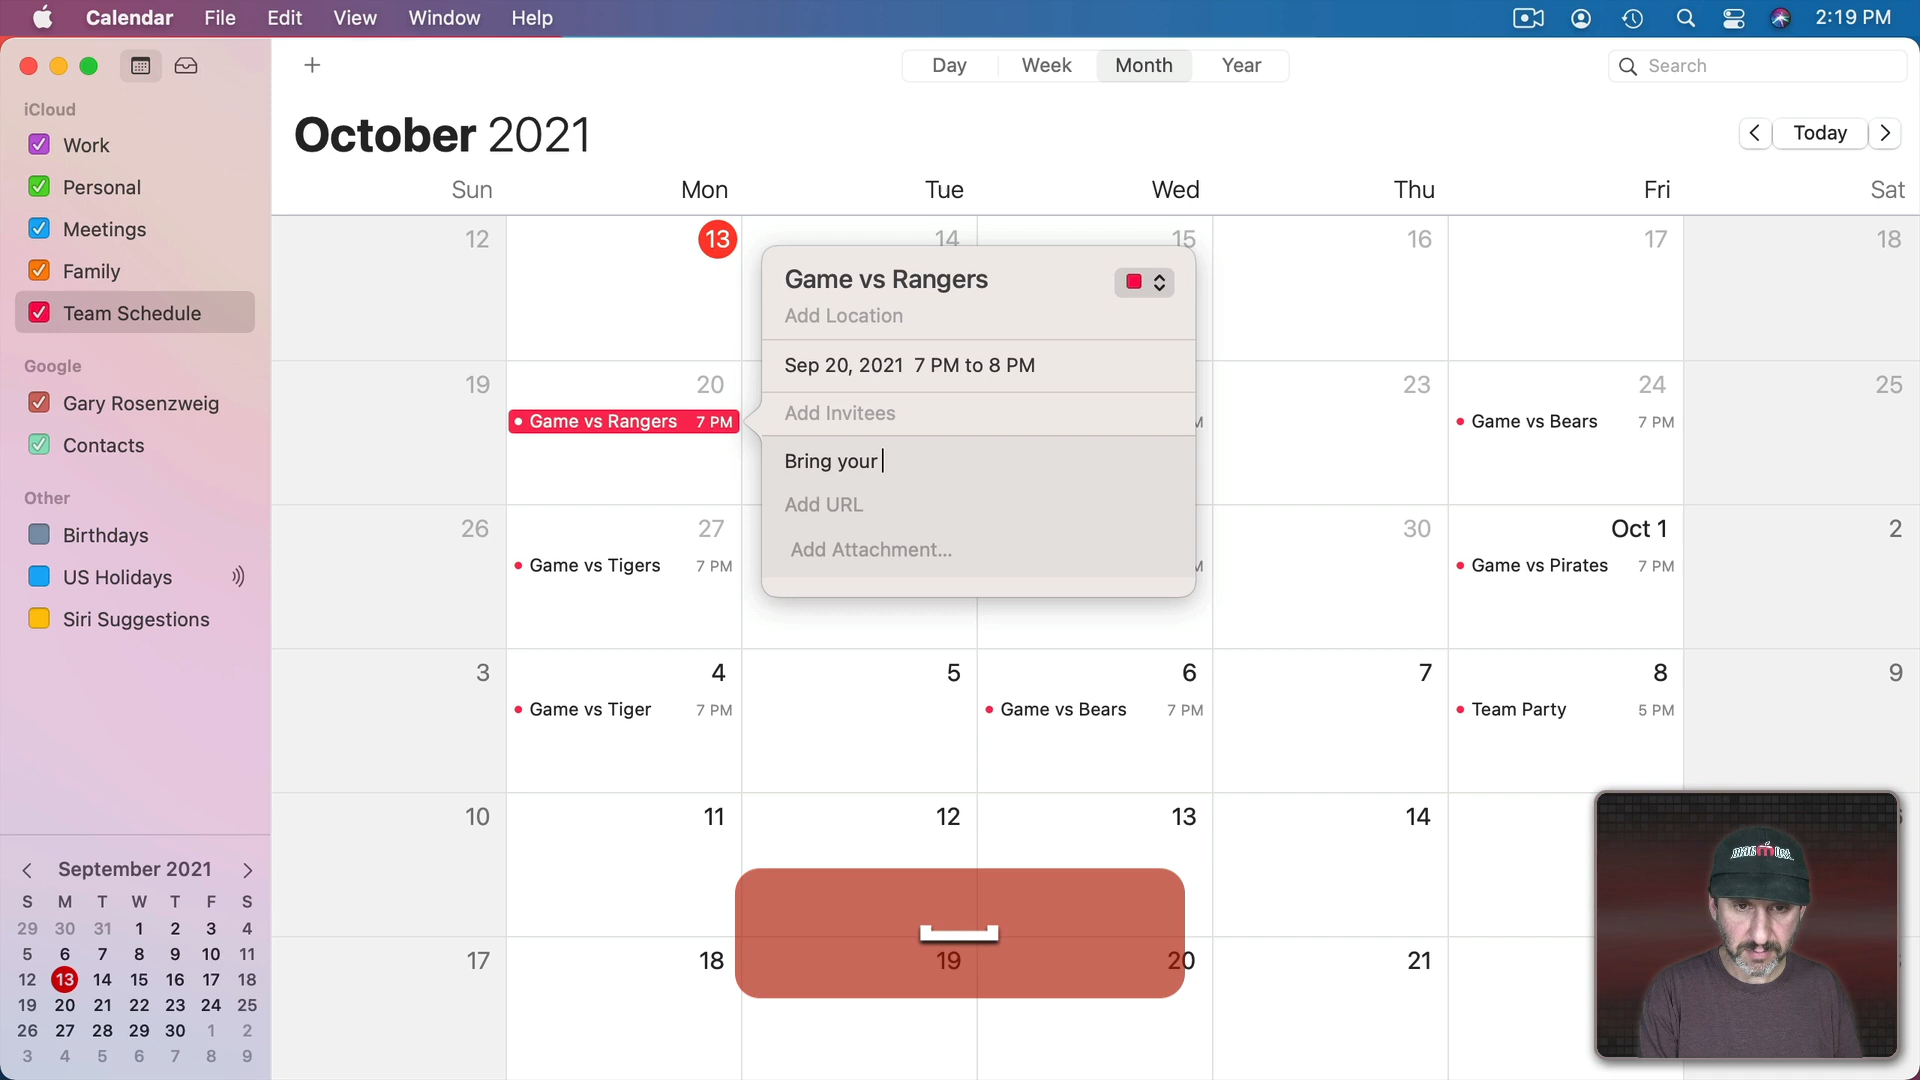 Calendar File Edit View Window Help 2:19 PM
Day Week Month Year Search
iCloud
Work
Personal
Meetings
Family
Team Schedule
Google
Gary Rosenzweig
Contacts
Other
Birthdays
US Holidays
Siri Suggestions
September 2021
S M T W T F S
29 30 31 1 2 3 4
5 6 7 8 9 10 11
12 13 14 15 16 17 18
19 20 21 22 23 24 25
26 27 28 29 30 1 2
3 4 5 6 7 8 9
October 2021
Today
Sun Mon Tue Wed Thu Fri Sat
12 13 14 15 16 17 18
19 20 23 24 25
Game vs Rangers 7 PM
Game vs Bears 7 PM
26 27 30 Oct 1 2
Game vs Tigers 7 PM
Game vs Pirates 7 PM
3 4 5 6 7 8 9
Game vs Tiger 7 PM
Game vs Bears 7 PM
Team Party 5 PM
10 11 12 13 14
17 18 19 20 21
Game vs Rangers
Add Location
Sep 20, 2021 7 PM to 8 PM
Add Invitees
Bring your
Add URL
Add Attachment...